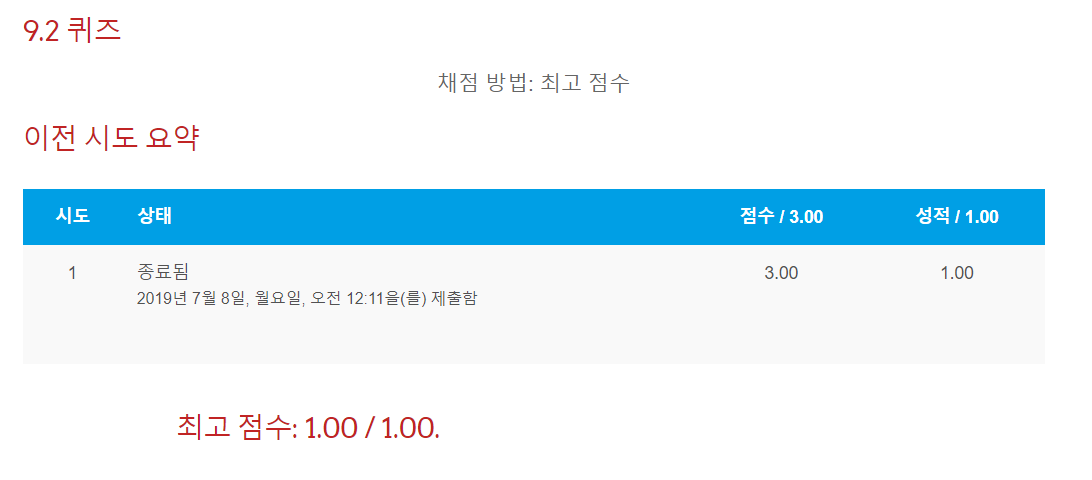 9.2 퀴즈
채점 방법: 최고 점수
이전 시도 요약
시도 상태 점수 / 3.00 성적 / 1.00
1 종료됨 3.00 1.00
2019년 7월 8일, 월요일, 오전 12:11을(를) 제출함
최고 점수: 1.00 / 1.00.